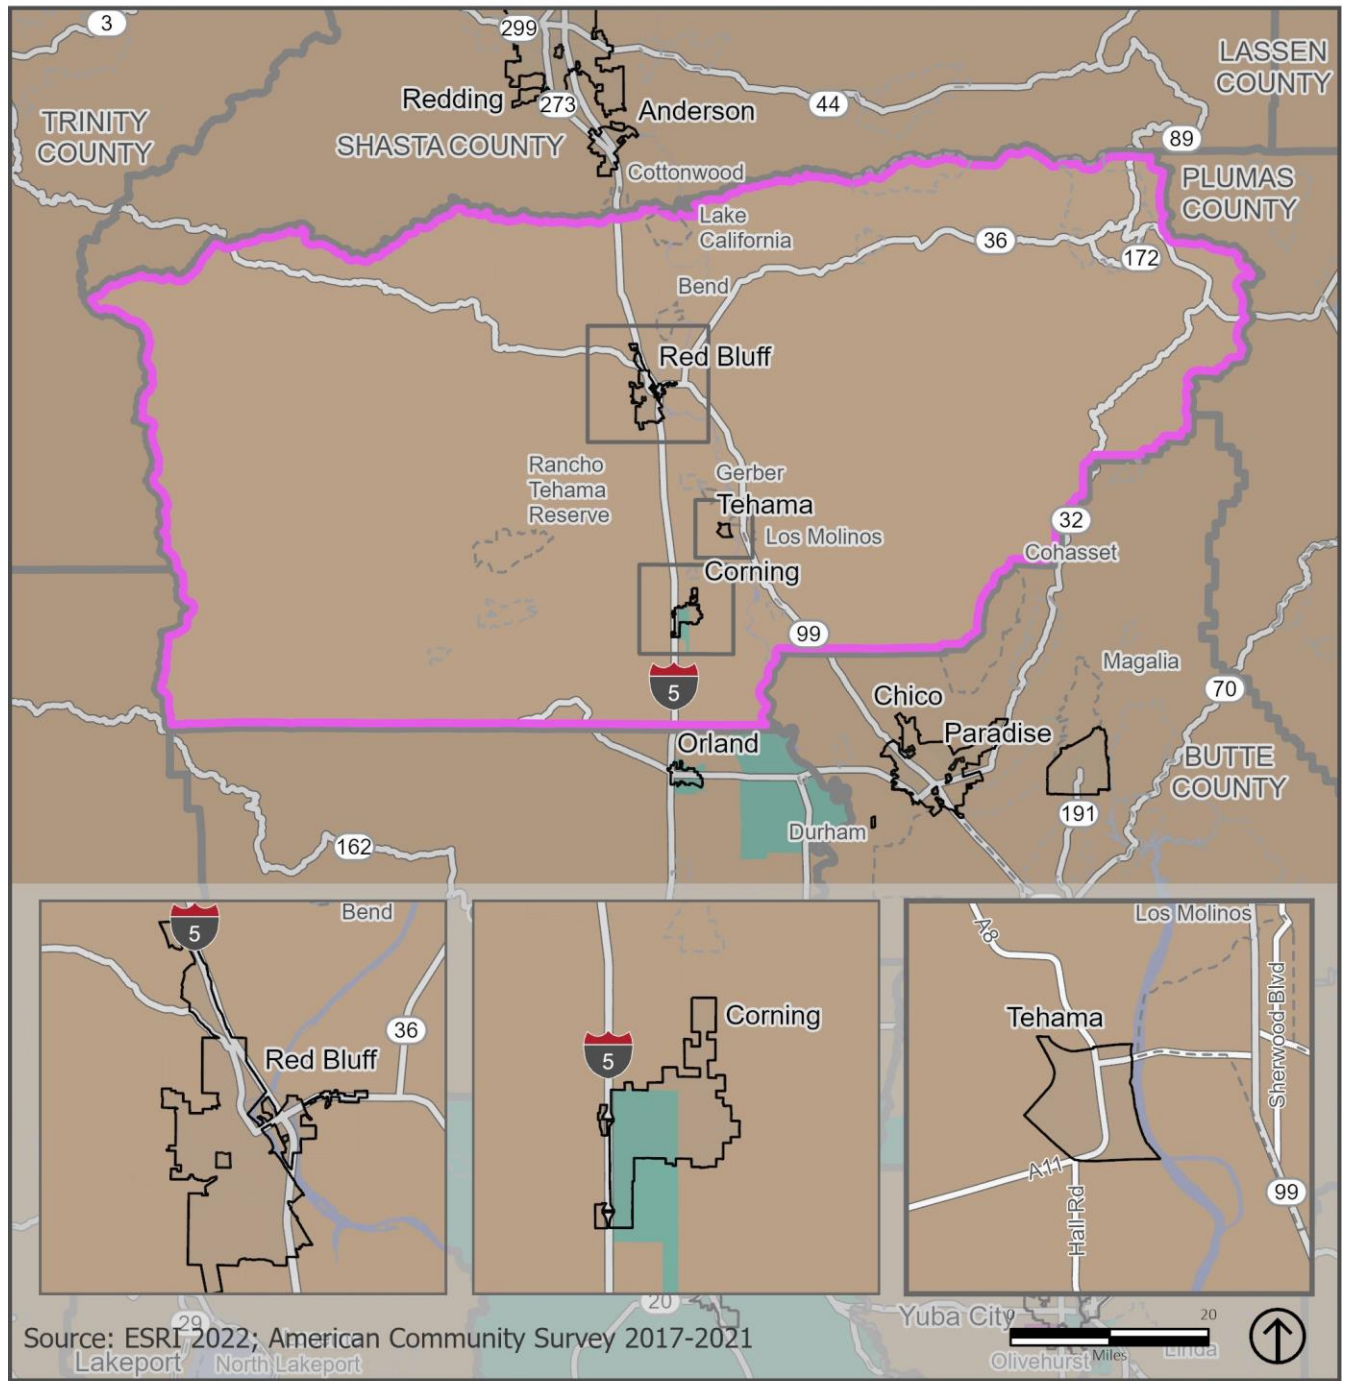 3
299
LASSEN
COUNTY
Redding
273
Anderson
44
TRINITY
COUNTY
SHASTA COUNTY
89
Cottonwood
PLUMAS
COUNTY
Lake
California
36
172
Bend
Red Bluff
Rancho
Tehama
Reserve
Gerber
Tehama
Los Molinos
32
Cohasset
Corning
99
5
Magalia
70
Chico
Paradise
Orland
BUTTE
COUNTY
191
Durham
162
5
Bend
36
Red Bluff
Corning
5
A8
Los Molinos
Tehama
Sherwood Blvd
A11
Hall Rd
99
20
29
Yuba City
0
20
Miles
Source: ESRI 2022; American Community Survey 2017-2021
Lakeport
North Lakeport
Olivehurst
Linda